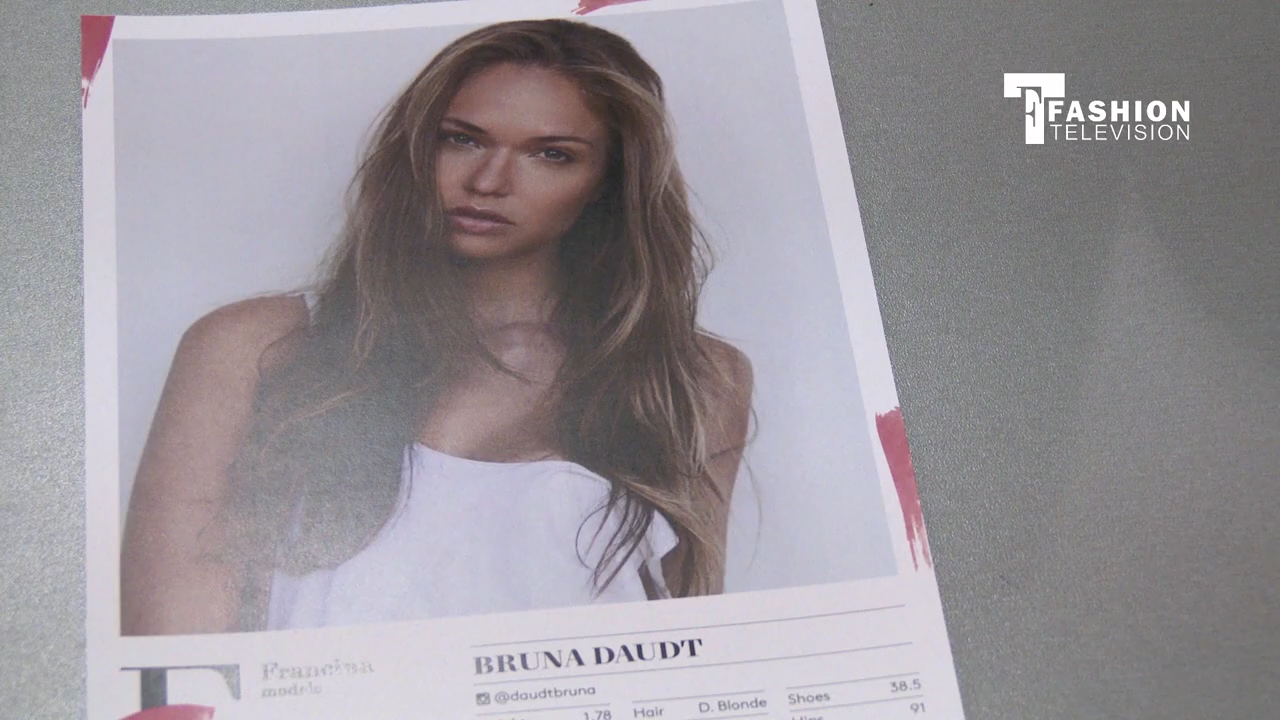 FASHION
TELEVISION
Francina
models
BRUNA DAUDT
@daudtbruna
1.78
Hair D. Blonde
Shoes 38.5
91